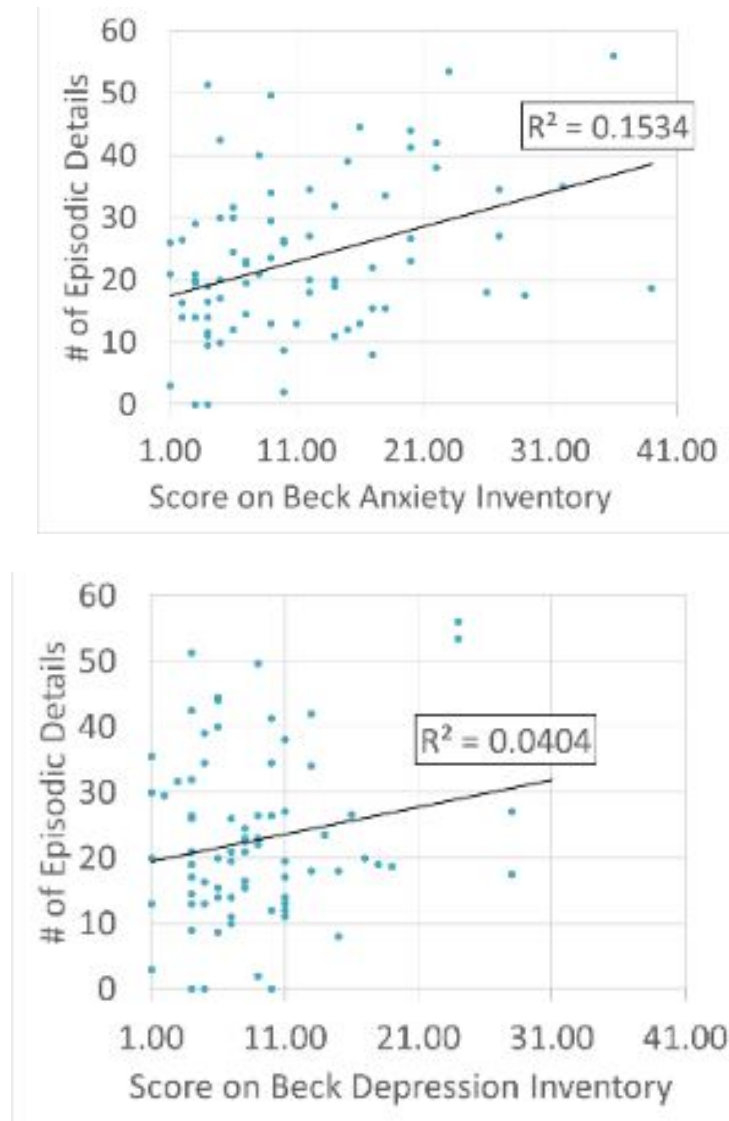 60
50
40
30
20
10
0
# of Episodic Details
R² = 0.1534
1.00 11.00 21.00 31.00 41.00
Score on Beck Anxiety Inventory
60
50
40
30
20
10
0
# of Episodic Details
R² = 0.0404
1.00 11.00 21.00 31.00 41.00
Score on Beck Depression Inventory